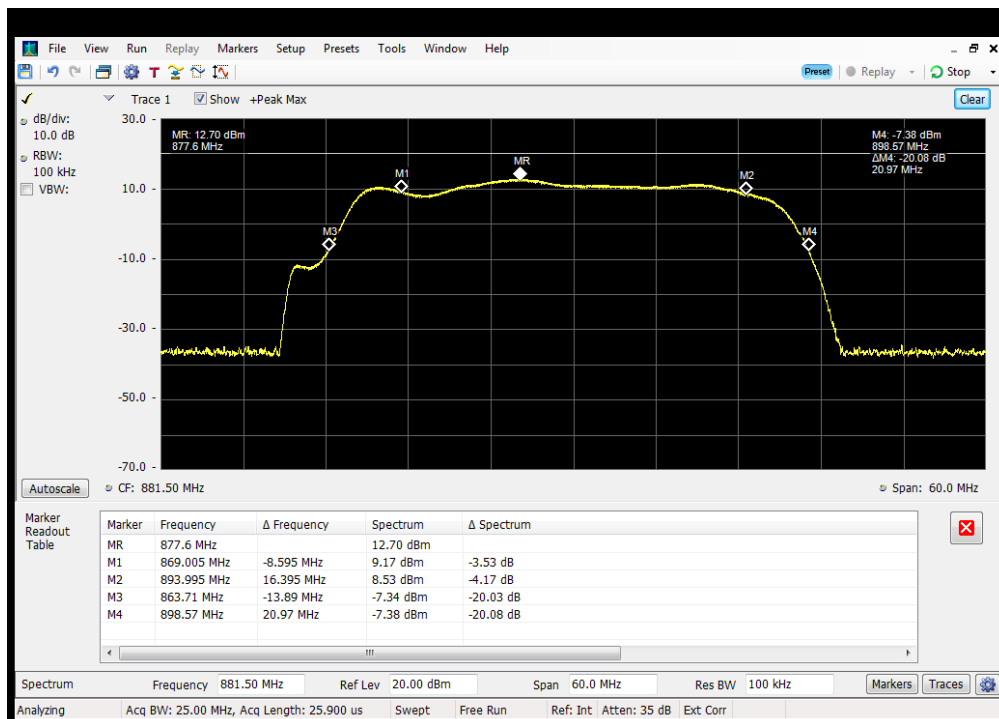 File View Run Replay Markers Setup Presets Tools Window Help
T Preset Replay Stop
Trace 1 Show +Peak Max Clear
dB/div: 10.0 dB
RBW: 100 kHz
VBW:
30.0 -
10.0 -
-10.0 -
-30.0 -
-50.0 -
-70.0 -
MR: 12.70 dBm
877.6 MHz
M4: -7.38 dBm
898.57 MHz
ΔM4: -20.08 dB
20.97 MHz
MR
M1
M2
M3
M4
Autoscale CF: 881.50 MHz Span: 60.0 MHz
Marker Readout Table
Marker Frequency Δ Frequency Spectrum Δ Spectrum
MR 877.6 MHz 12.70 dBm
M1 869.005 MHz -8.595 MHz 9.17 dBm -3.53 dB
M2 893.995 MHz 16.395 MHz 8.53 dBm -4.17 dB
M3 863.71 MHz -13.89 MHz -7.34 dBm -20.03 dB
M4 898.57 MHz 20.97 MHz -7.38 dBm -20.08 dB
Spectrum Frequency 881.50 MHz Ref Lev 20.00 dBm Span 60.0 MHz Res BW 100 kHz Markers Traces
Analyzing Acq BW: 25.00 MHz, Acq Length: 25.900 us Swept Free Run Ref: Int Atten: 35 dB Ext Corr